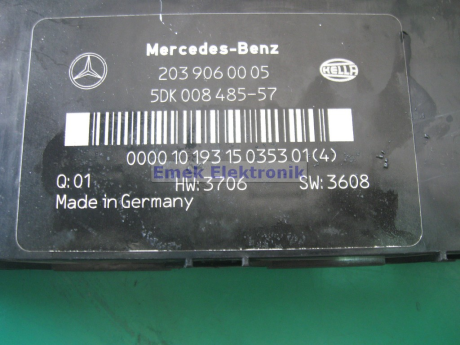 Mercedes-Benz
203 906 00 05
HELLA
5DK 008 485-57
0000 10 193 15 0353 01(4)
Emek Elektronik
Q:01 HW:3706 SW:3608
Made in Germany